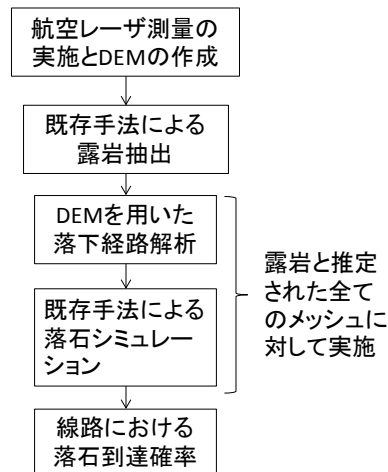 航空レーザ測量の
実施とDEMの作成
既存手法による
露岩抽出
DEMを用いた
落下経路解析
既存手法による
落石シミュレー
ション
露岩と推定
された全て
のメッシュに
対して実施
線路における
落石到達確率